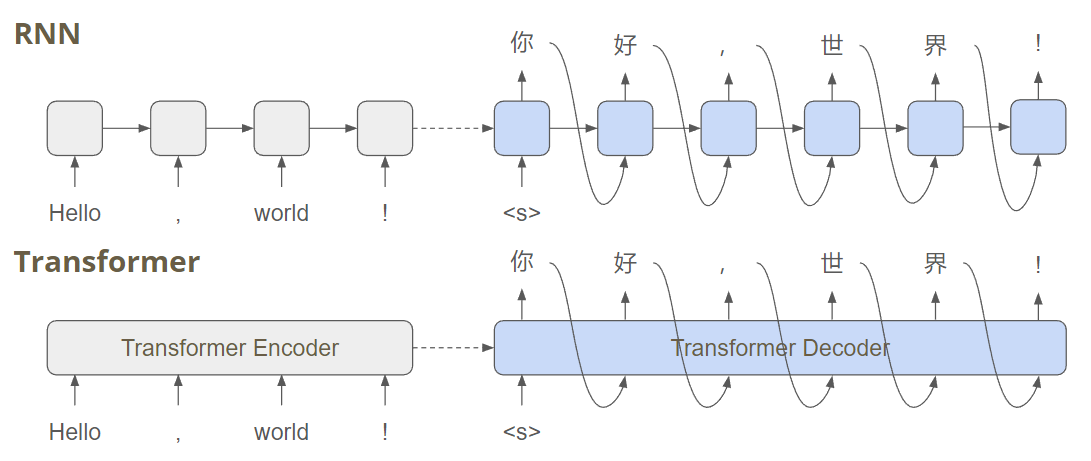 RNN
你 好 , 世 界 !
Hello , world ! <s>
Transformer
你 好 , 世 界 !
Transformer Encoder Transformer Decoder
Hello , world ! <s>